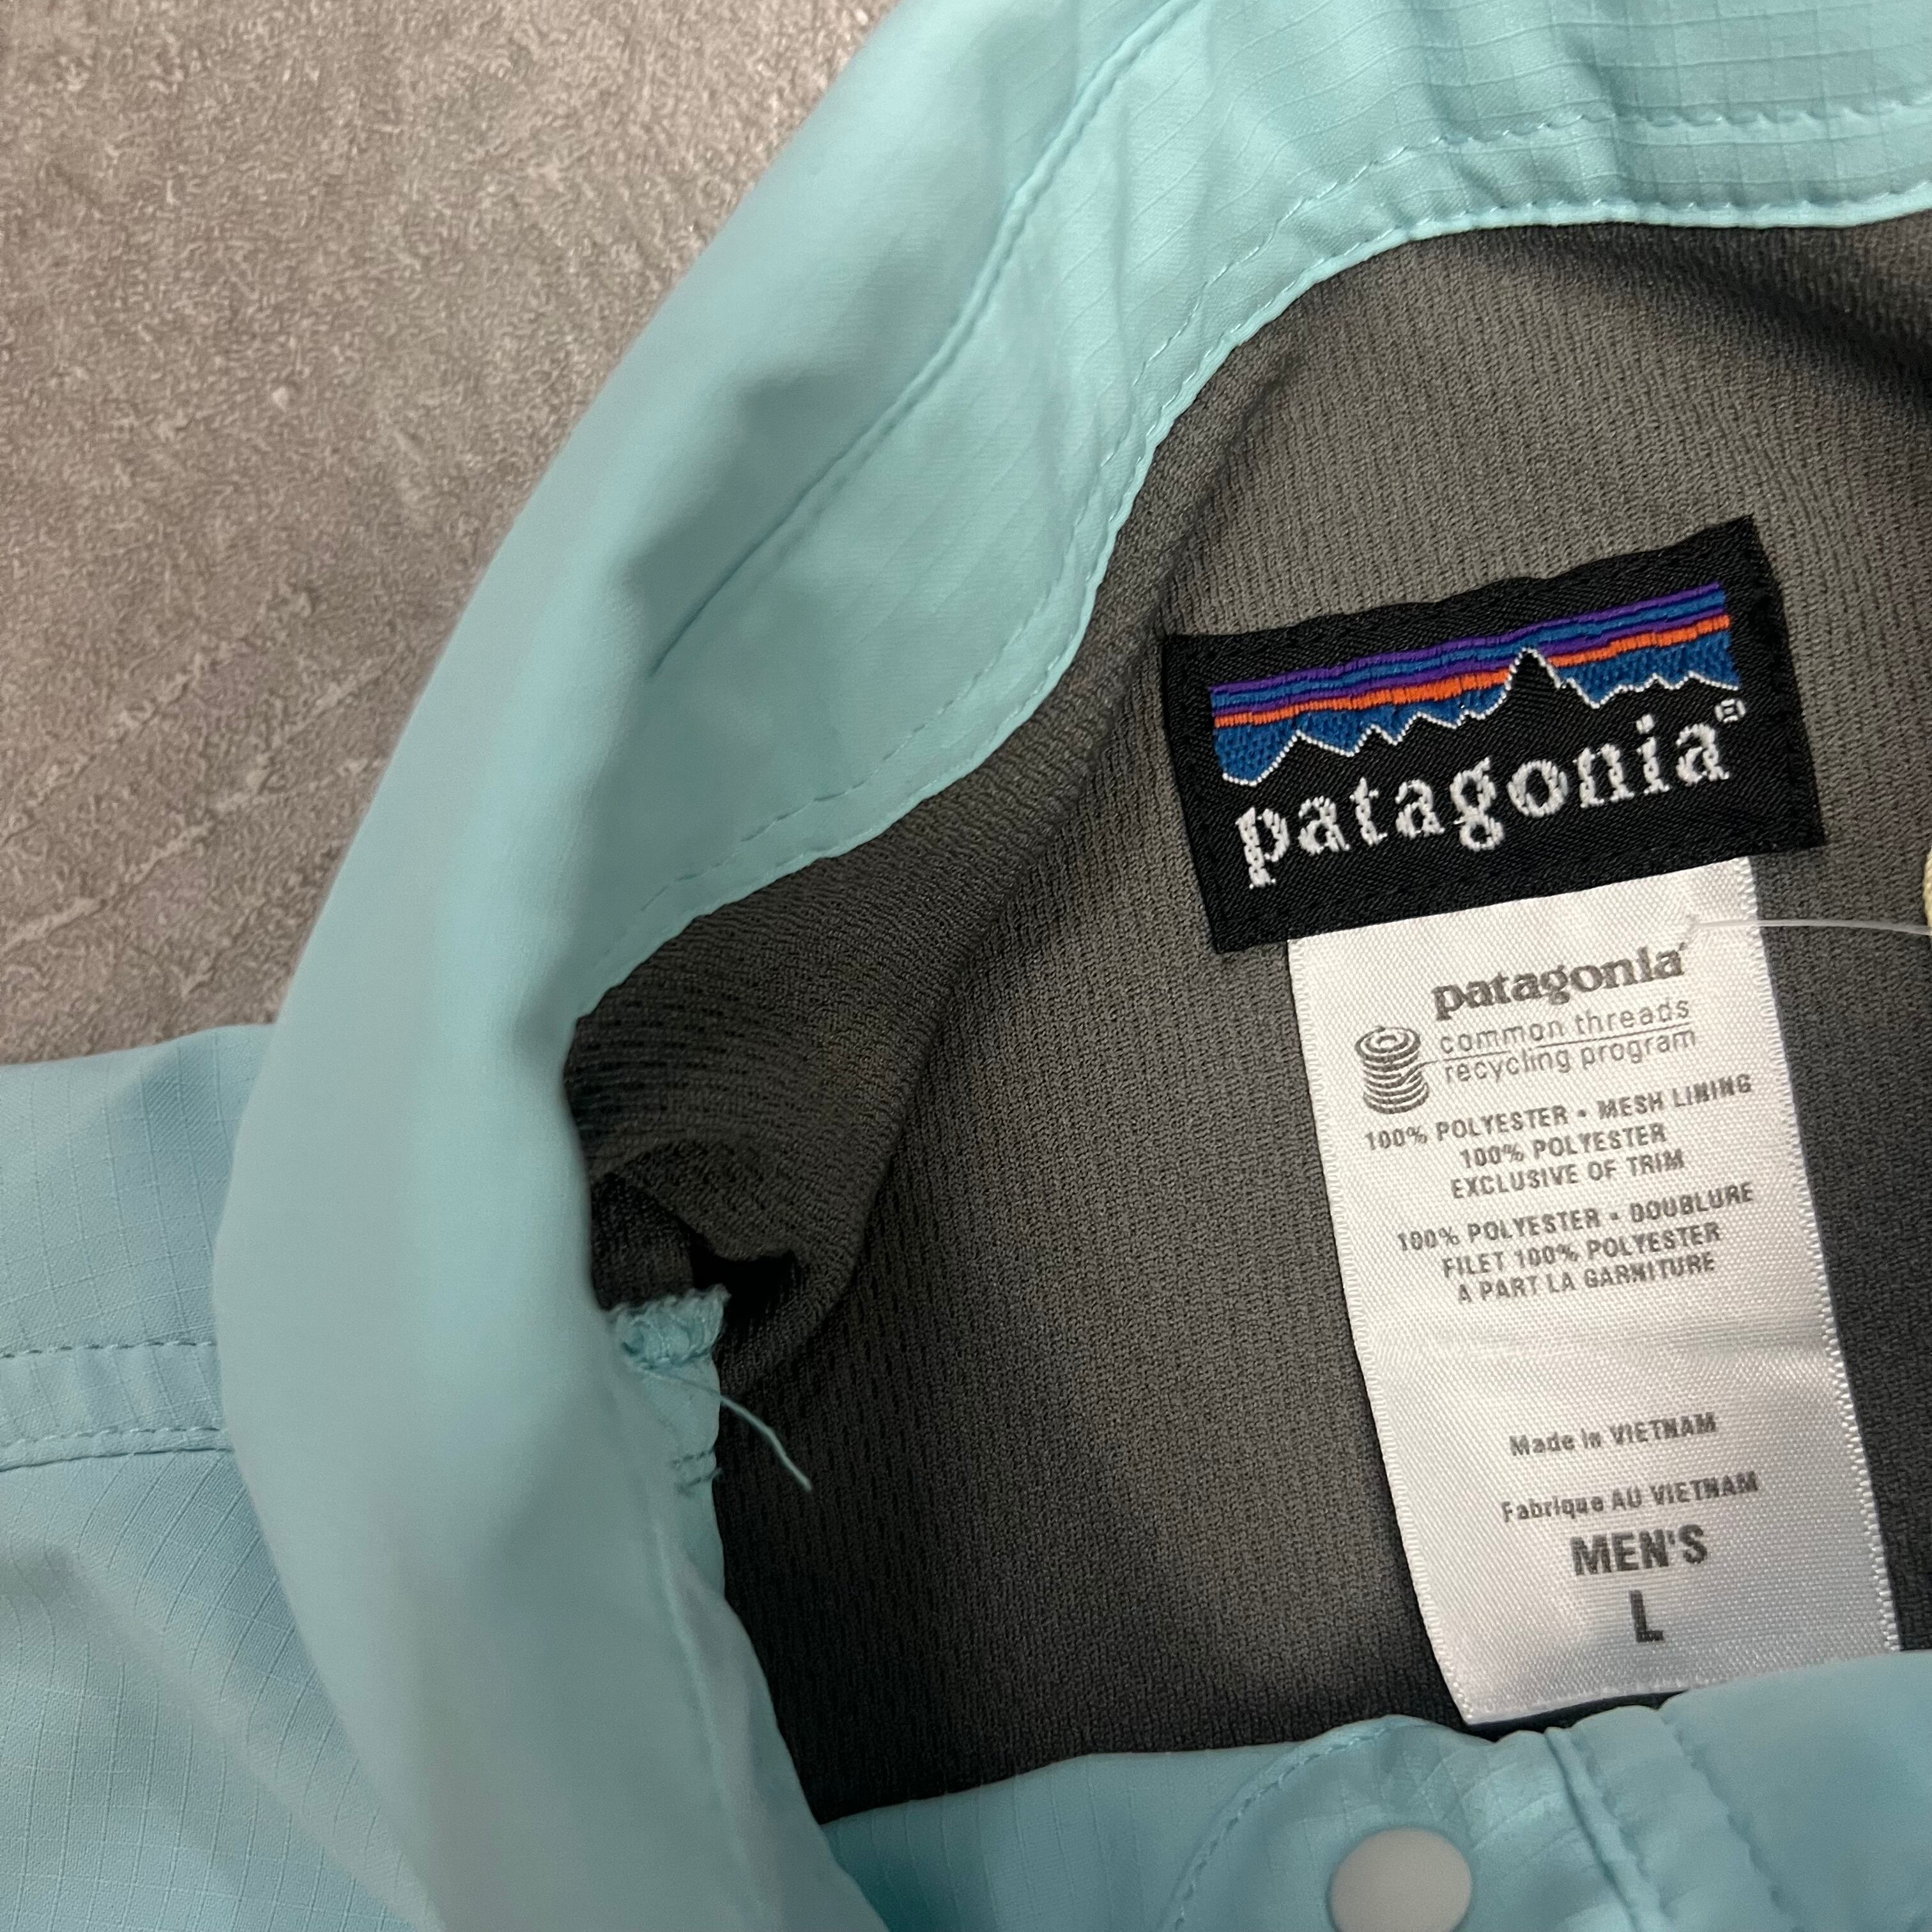 patagonia®
patagonia®
common threads
recycling program
100% POLYESTER • MESH LINING
100% POLYESTER
EXCLUSIVE OF TRIM
100% POLYESTER • DOUBLURE
FILET 100% POLYESTER
A PART LA GARNITURE
Made in VIETNAM
Fabrique AU VIETNAM
MEN'S
L